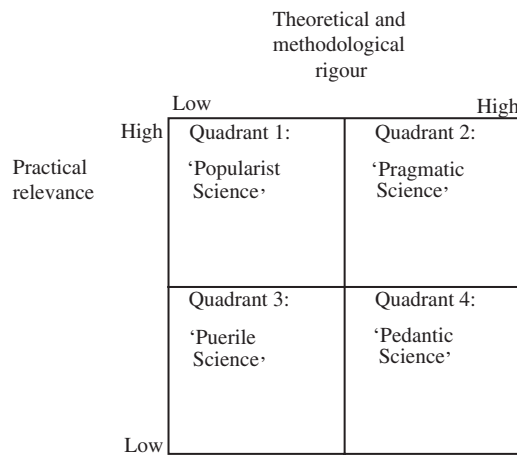 Theoretical and
methodological
rigour
Low
High
High
Practical
relevance
Quadrant 1:
‘Popularist
Science’
Quadrant 2:
‘Pragmatic
Science’
Quadrant 3:
‘Puerile
Science’
Quadrant 4:
‘Pedantic
Science’
Low